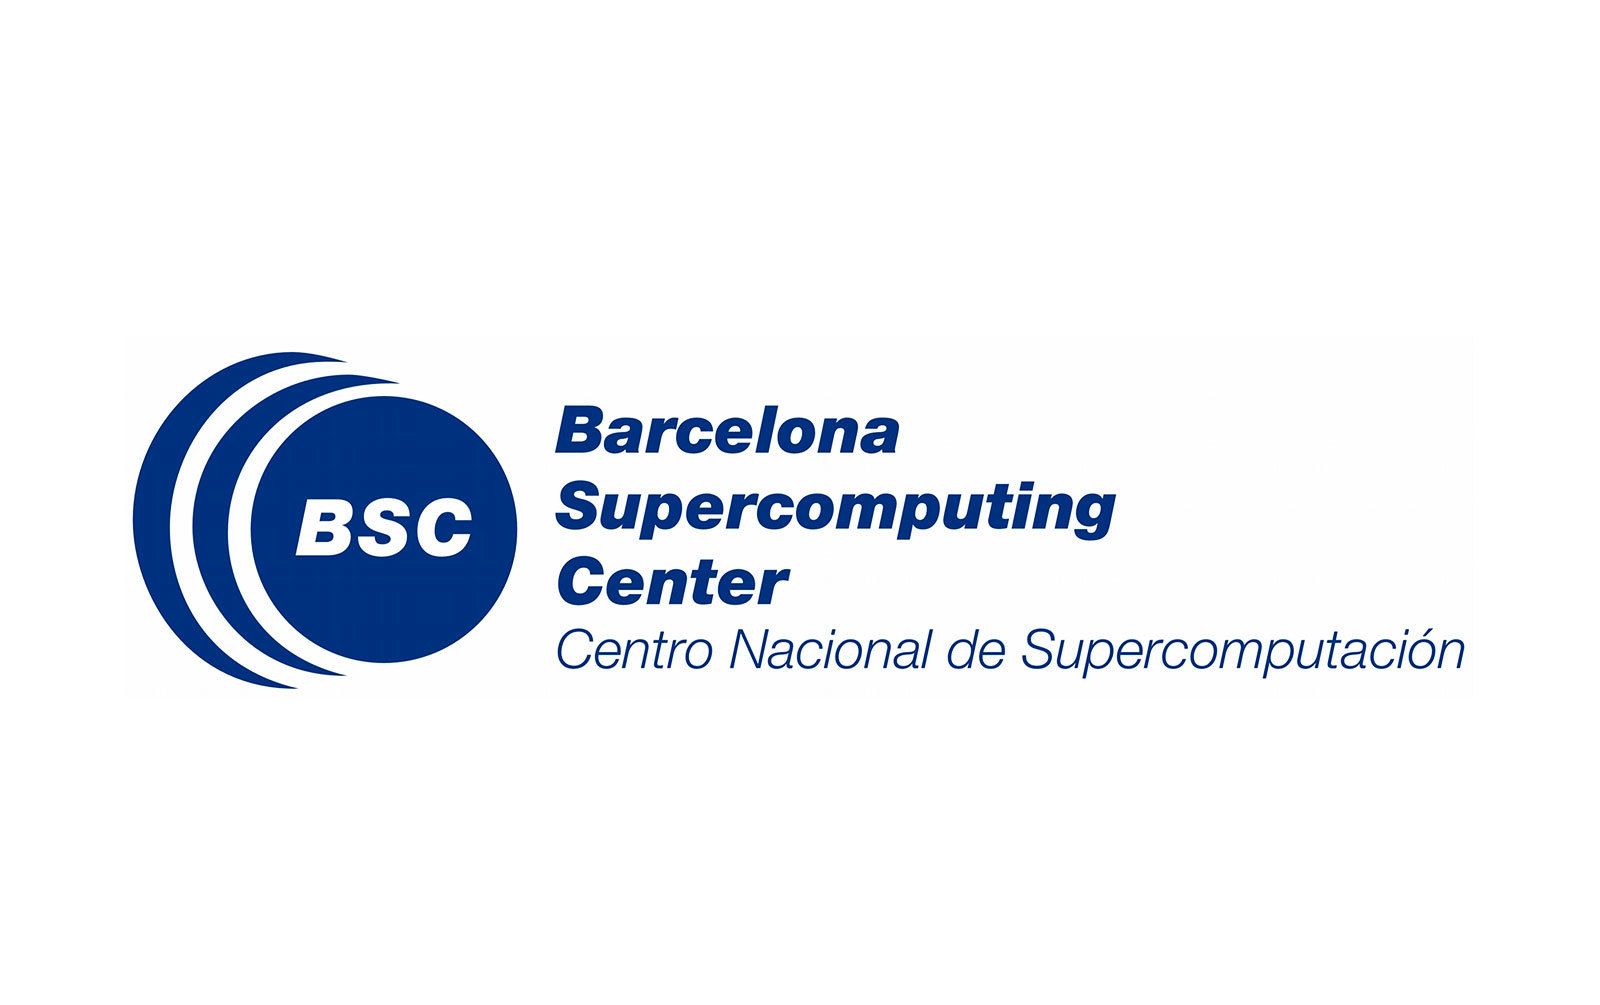 BSC
Barcelona
Supercomputing
Center
Centro Nacional de Supercomputación